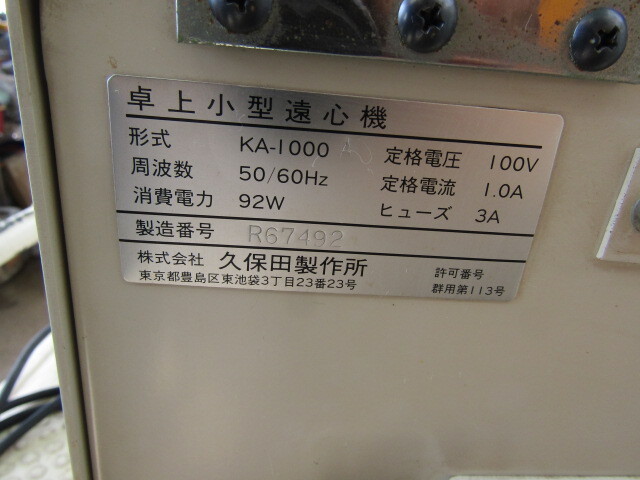 卓上小型遠心機
形式 KA-1000 定格電圧 100V
周波数 50/60Hz 定格電流 1.0A
消費電力 92W ヒューズ 3A
製造番号 R67492
株式会社 久保田製作所 許可番号
東京都豊島区東池袋3丁目23番23号 群用第113号